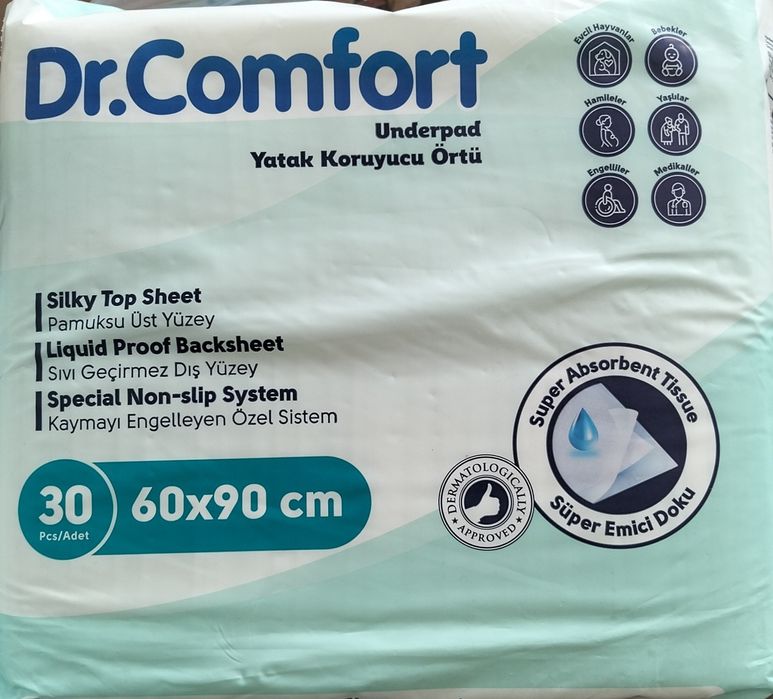 Dr.Comfort
Underpad
Yatak Koruyucu Örtü
Evcil Hayvanlar
Bebekler
Hamileler
Yaşlılar
Engelliler
Medikaller
Silky Top Sheet
Pamuksu Üst Yüzey
Liquid Proof Backsheet
Sıvı Geçirmez Dış Yüzey
Special Non-slip System
Kaymayı Engelleyen Özel Sistem
30
Pcs/Adet
60x90 cm
DERMATOLOGICALLY
APPROVED
Super Absorbent Tissue
Süper Emici Doku